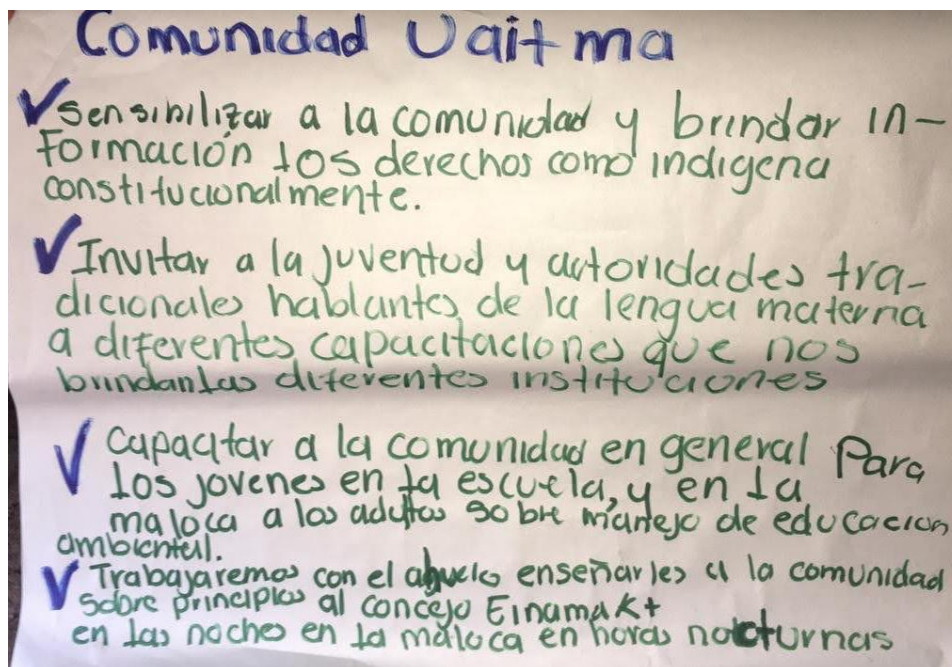 Comunidad Uait ma
✓ Sensibilizar a la comunidad y brindar in-
formación los derechos como indigena
constitucionalmente.
✓ Invitar a la juventud y autoridades tra-
dicionales hablantes de la lengua materna
a diferentes capacitaciones que nos
brindan las diferentes instituciones
✓ Capacitar a la comunidad en general Para
los jovenes en la escuela, y en la
maloca a los adultos sobre manejo de educacion
ambiental.
✓ Trabajaremos con el abuelo enseñarles a la comunidad
sobre principios al concejo Einamakt
en las noches en la maloca en horas nocturnas